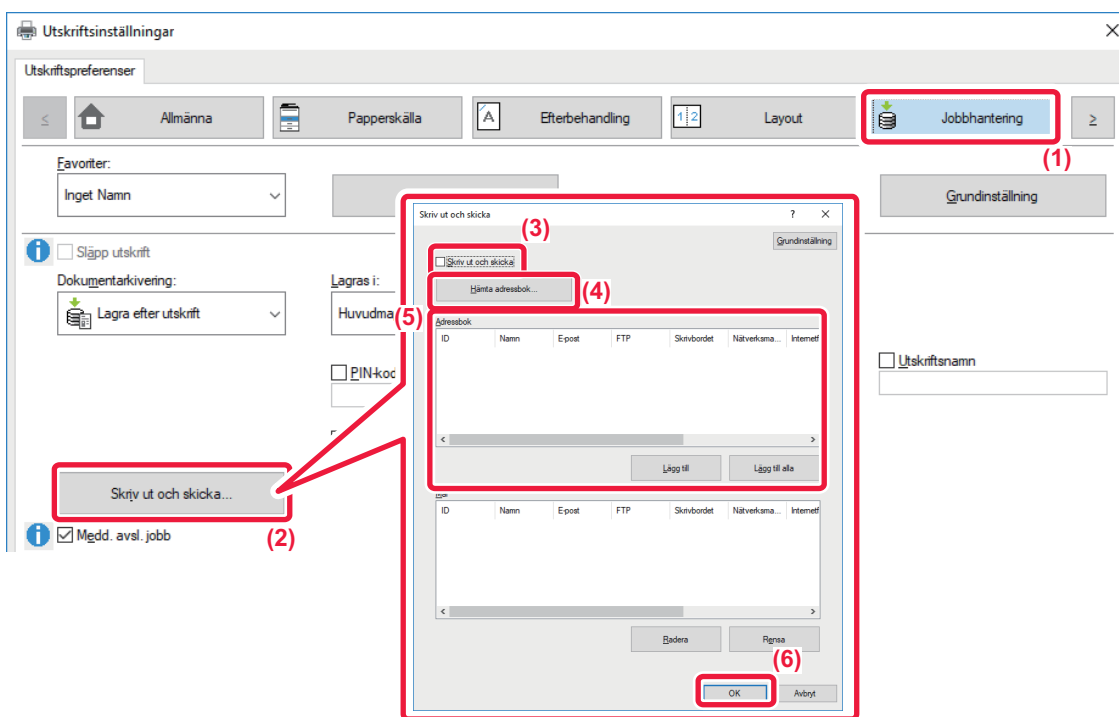 Utskriftsinställningar
Utskriftspreferenser
< Allmänna Papperskälla Efterbehandling 1 2 Layout Jobbhantering >
(1)
Favoriter:
Inget Namn
Grundinställning
Släpp utskrift
Dokumentarkivering:
Lagras i:
Lagra efter utskrift
Huvudma
PIN-kod
Utskriftsnamn
Skriv ut och skicka...
(2)
Medd. avsl. jobb
Skriv ut och skicka ?
(3)
Grundinställning
Skriv ut och skicka
Hämta adressbok...
(4)
(5)
Adressbok
ID Namn E-post FTP Skrivbordet Nätverksma... Internetf
< >
Lägg till Lägg till alla
ID Namn E-post FTP Skrivbordet Nätverksma... Internetf
< >
Radera Rensa
(6)
OK Avbryt